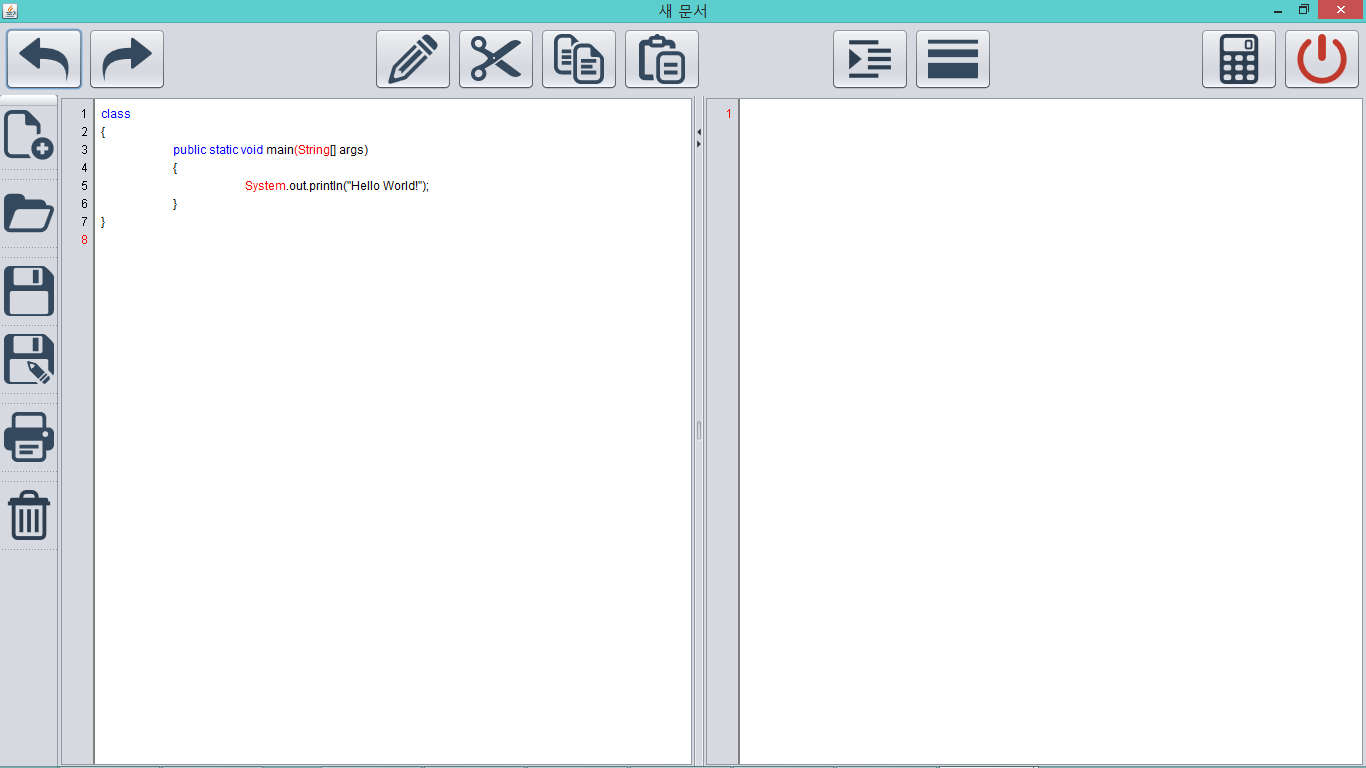 새 문서
1 class
2 {
3 public static void main(String[] args)
4 {
5 System.out.println("Hello World!");
6 }
7 }
8
1